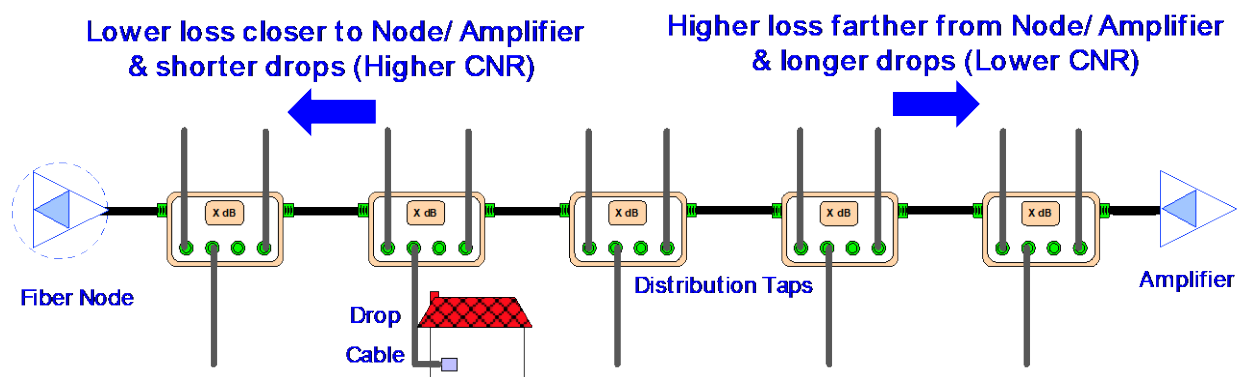 Lower loss closer to Node/ Amplifier
& shorter drops (Higher CNR)
Higher loss farther from Node/ Amplifier
& longer drops (Lower CNR)
X dB
X dB
X dB
X dB
X dB
Fiber Node
Drop
Cable
Distribution Taps
Amplifier